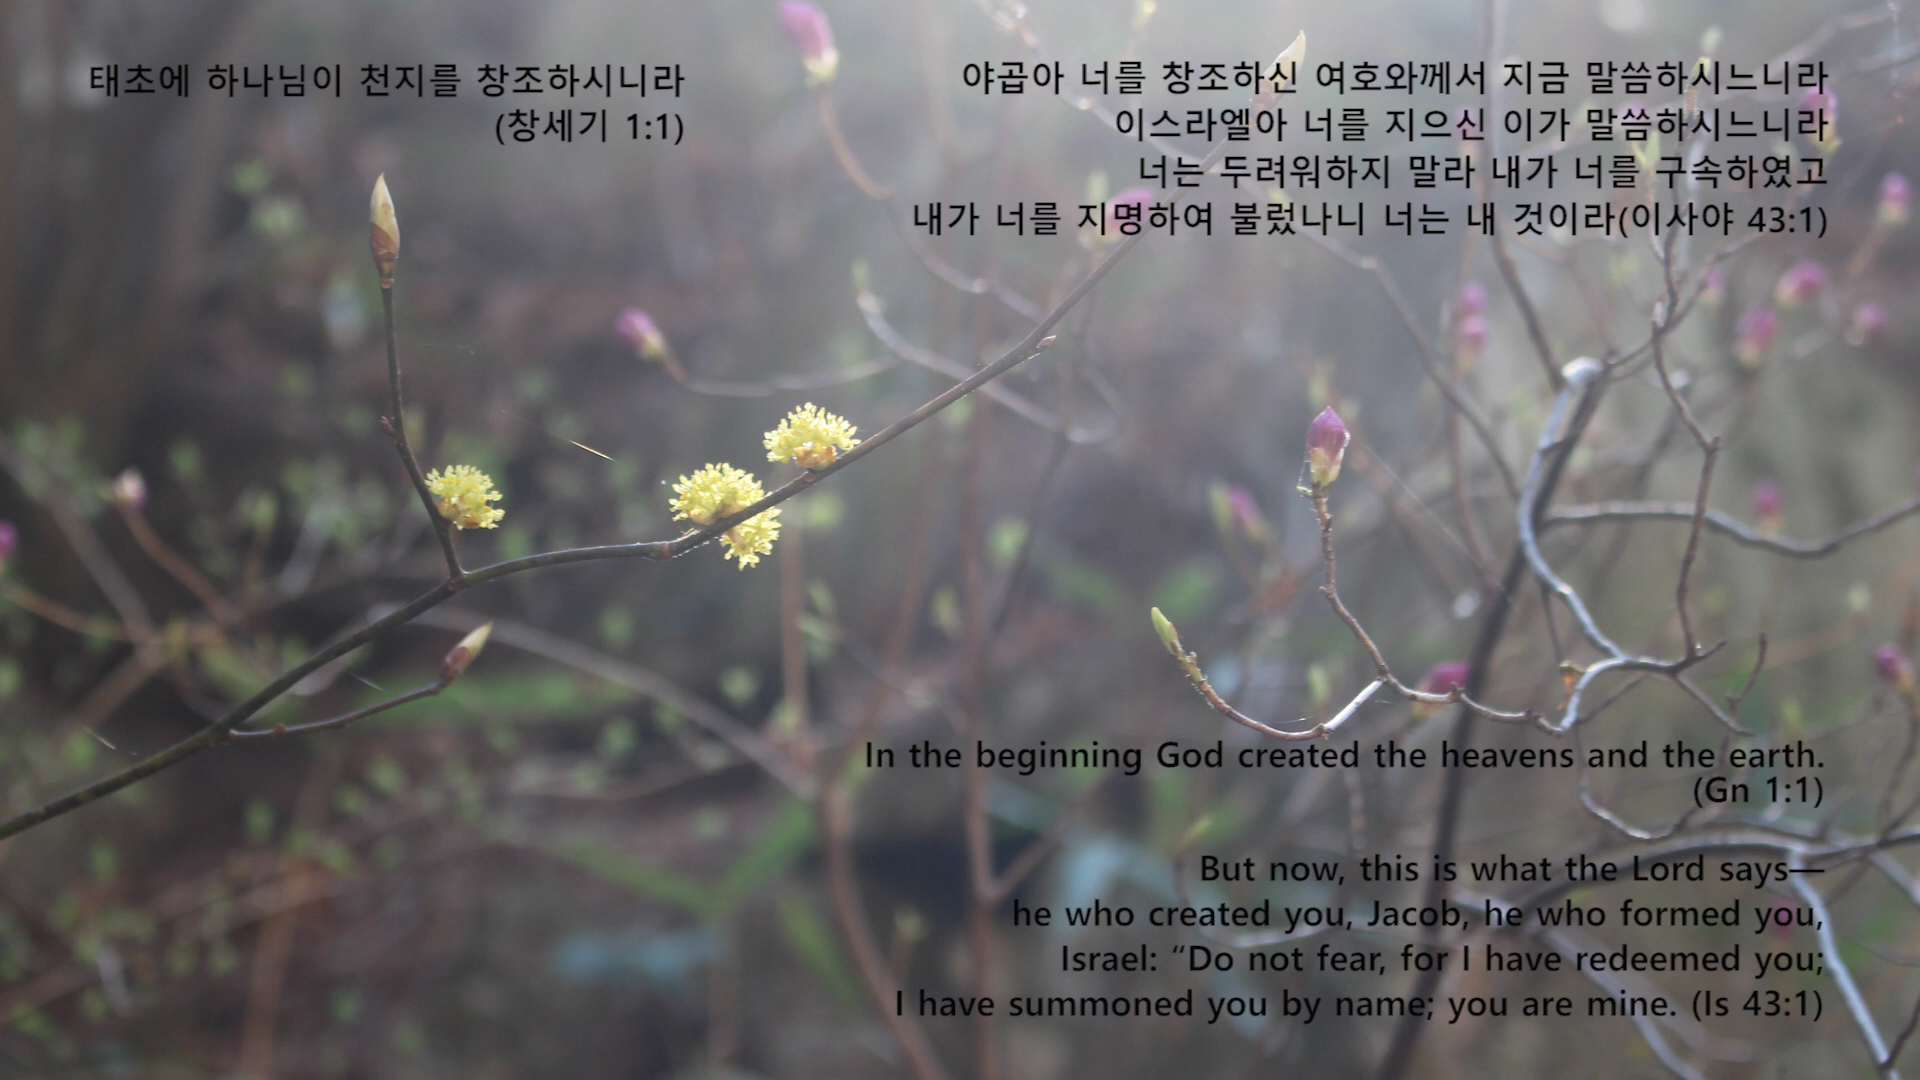 태초에 하나님이 천지를 창조하시니라
(창세기 1:1)
야곱아 너를 창조하신 여호와께서 지금 말씀하시느니라
이스라엘아 너를 지으신 이가 말씀하시느니라
너는 두려워하지 말라 내가 너를 구속하였고
내가 너를 지명하여 불렀나니 너는 내 것이라(이사야 43:1)
In the beginning God created the heavens and the earth.
(Gn 1:1)
But now, this is what the Lord says—
he who created you, Jacob, he who formed you,
Israel: “Do not fear, for I have redeemed you;
I have summoned you by name; you are mine. (Is 43:1)